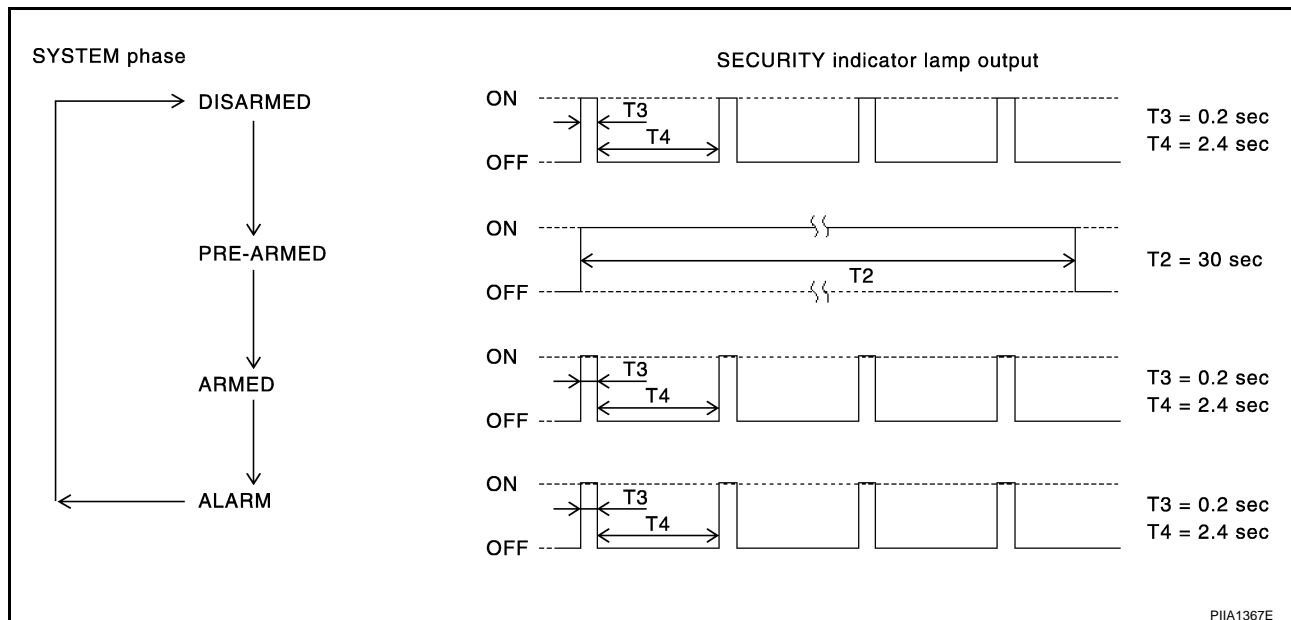 SYSTEM phase
SECURITY indicator lamp output
DISARMED
ON
OFF
T3
T4
T3 = 0.2 sec
T4 = 2.4 sec
PRE-ARMED
ON
OFF
T2
T2 = 30 sec
ARMED
ON
OFF
T3
T4
T3 = 0.2 sec
T4 = 2.4 sec
ALARM
ON
OFF
T3
T4
T3 = 0.2 sec
T4 = 2.4 sec
PIIA1367E